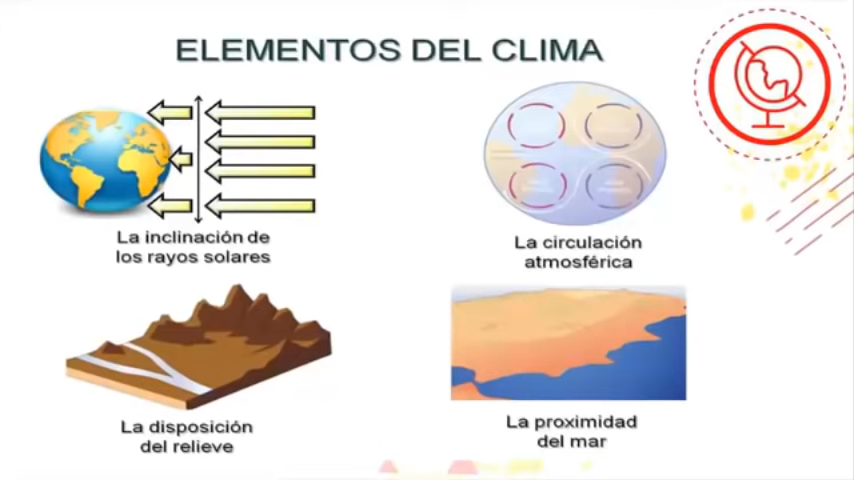 ELEMENTOS DEL CLIMA
La inclinación de
los rayos solares
La circulación
atmosférica
La disposición
del relieve
La proximidad
del mar